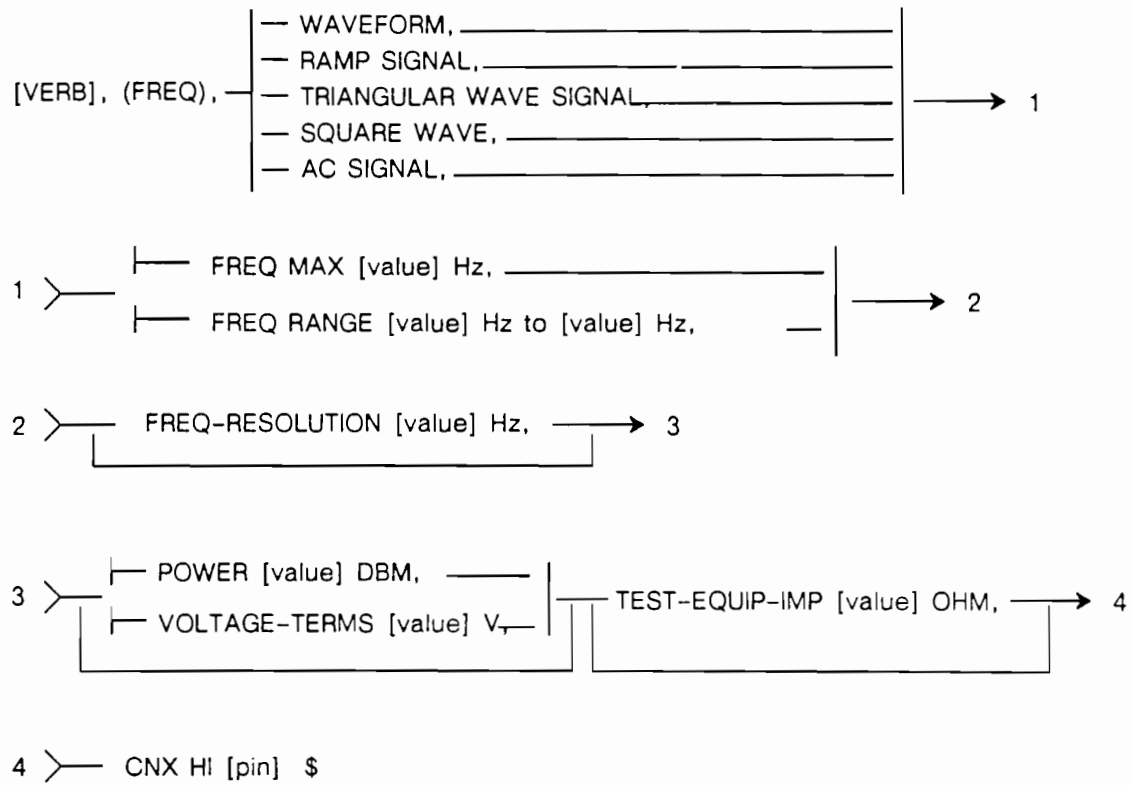 WAVEFORM,
RAMP SIGNAL,
[VERB], (FREQ), TRIANGULAR WAVE SIGNAL, 1
SQUARE WAVE,
AC SIGNAL,
FREQ MAX [value] Hz,
1 2
FREQ RANGE [value] Hz to [value] Hz,
2 FREQ-RESOLUTION [value] Hz, 3
POWER [value] DBM,
3 TEST-EQUIP-IMP [value] OHM, 4
VOLTAGE-TERMS [value] V,
4 CNX HI [pin] $